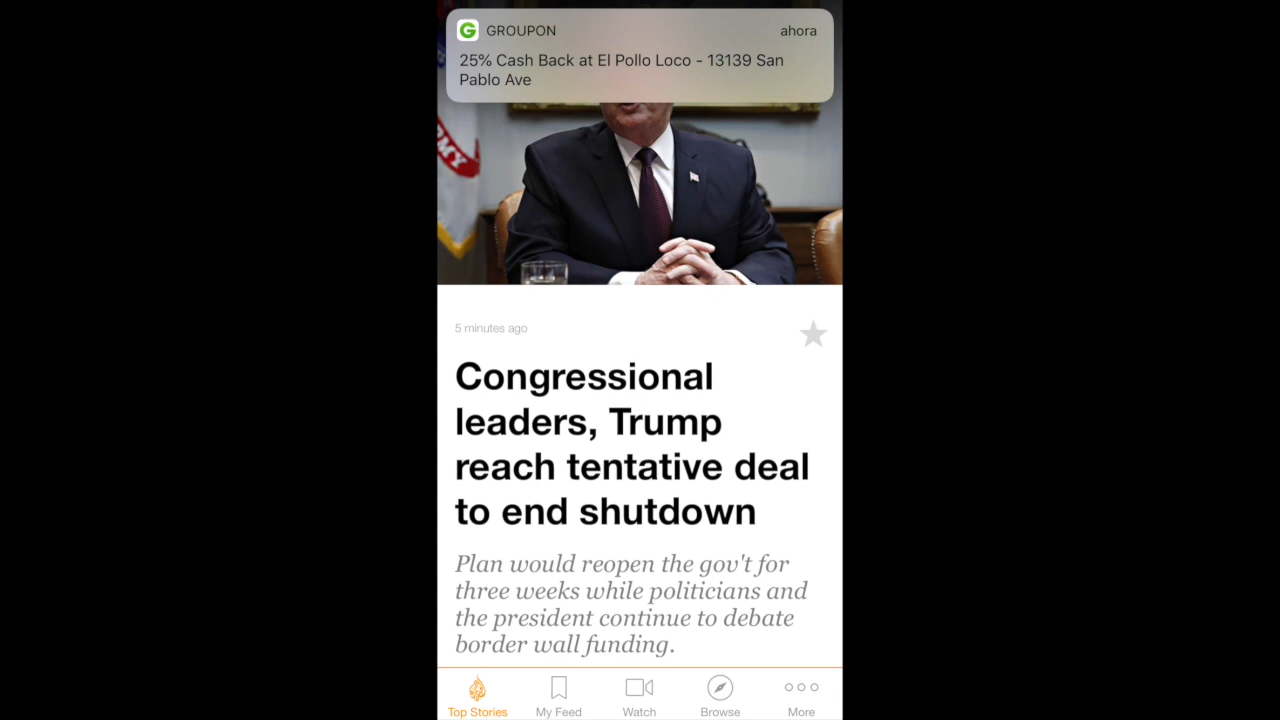 GROUPON
ahora
25% Cash Back at El Pollo Loco - 13139 San
Pablo Ave
MY
5 minutes ago
Congressional
leaders, Trump
reach tentative deal
to end shutdown
Plan would reopen the gov't for
three weeks while politicians and
the president continue to debate
border wall funding.
Top Stories
My Feed
Watch
Browse
More